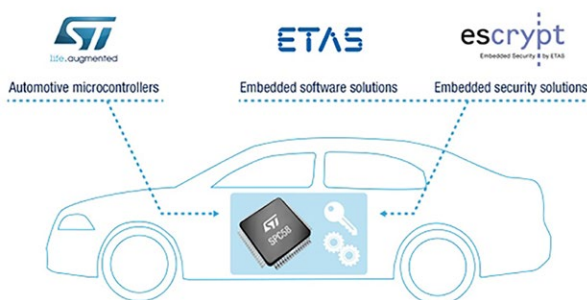 ST
life.augmented
ETAS
escrypt
Embedded Security by ETAS
Automotive microcontrollers
Embedded software solutions
Embedded security solutions
ST
SPC58